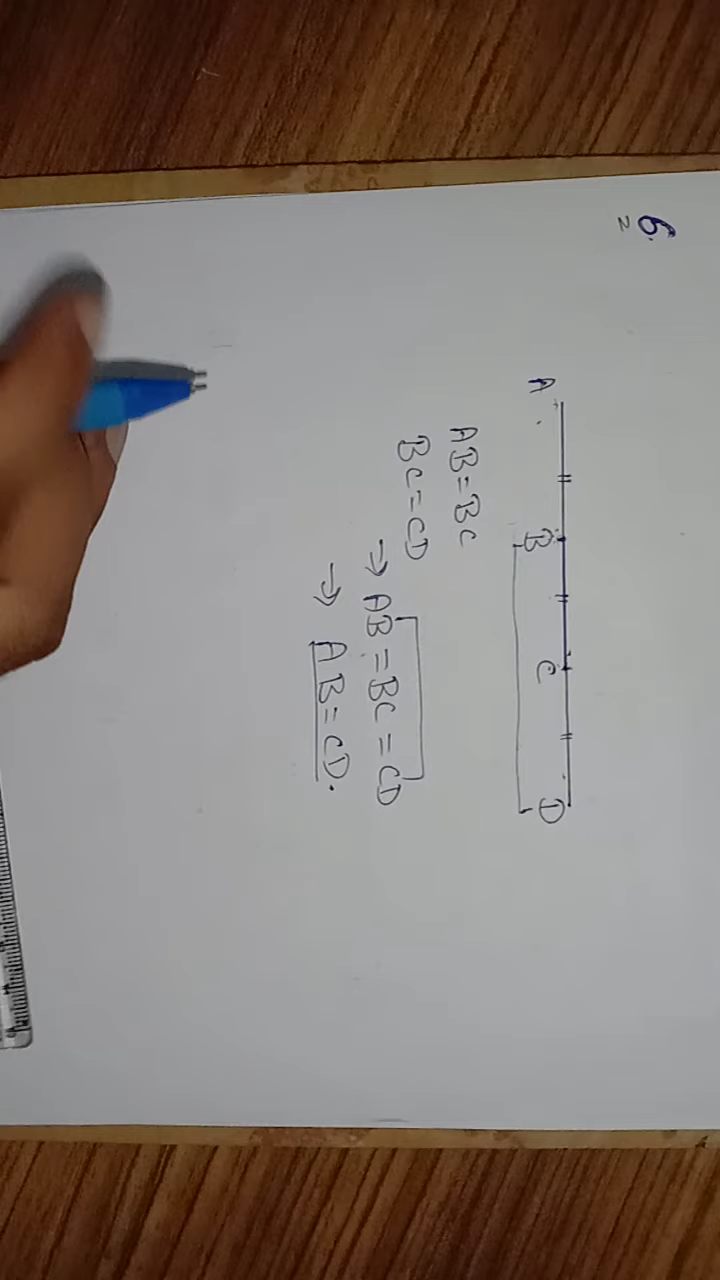 6.
A B C D
AB = BC
BC = CD
⇒ AB = BC = CD
⇒ AB = CD.